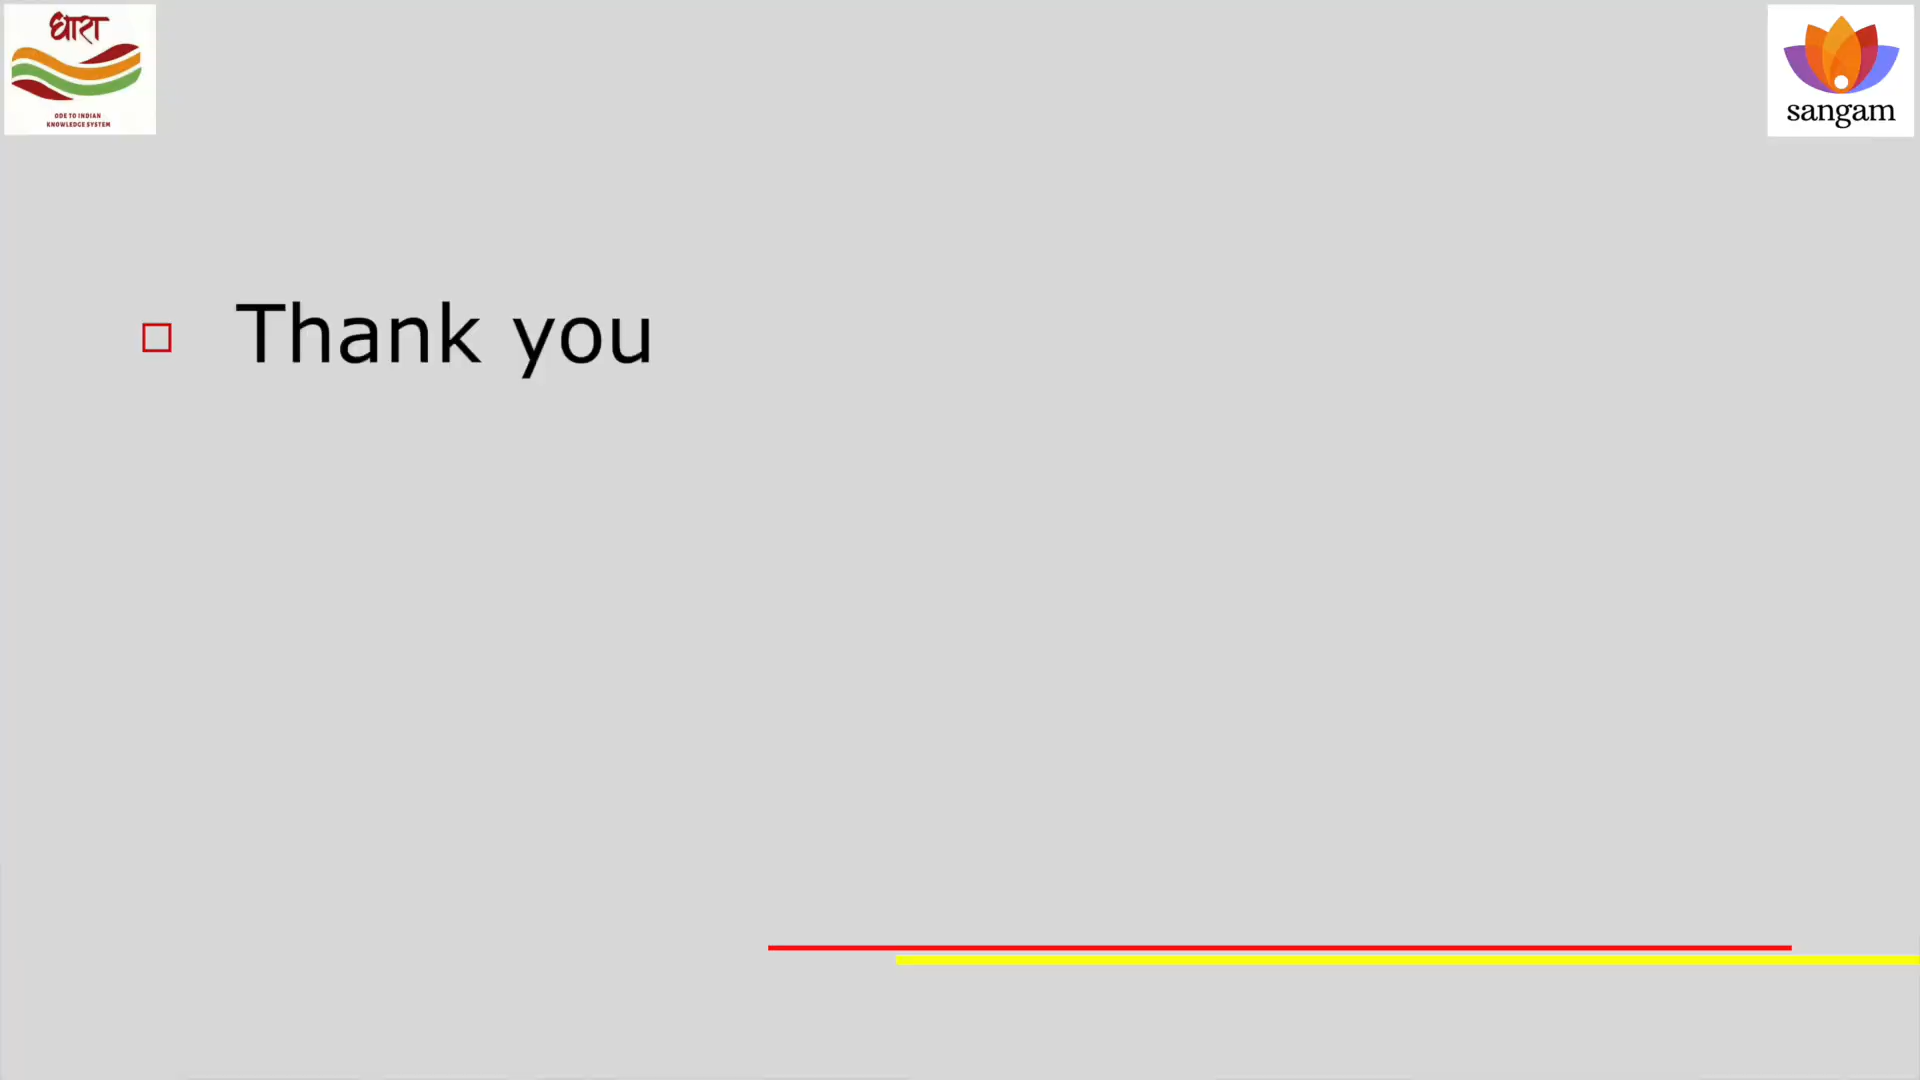 धारा
ODE TO INDIAN
KNOWLEDGE SYSTEM
sangam
Thank you